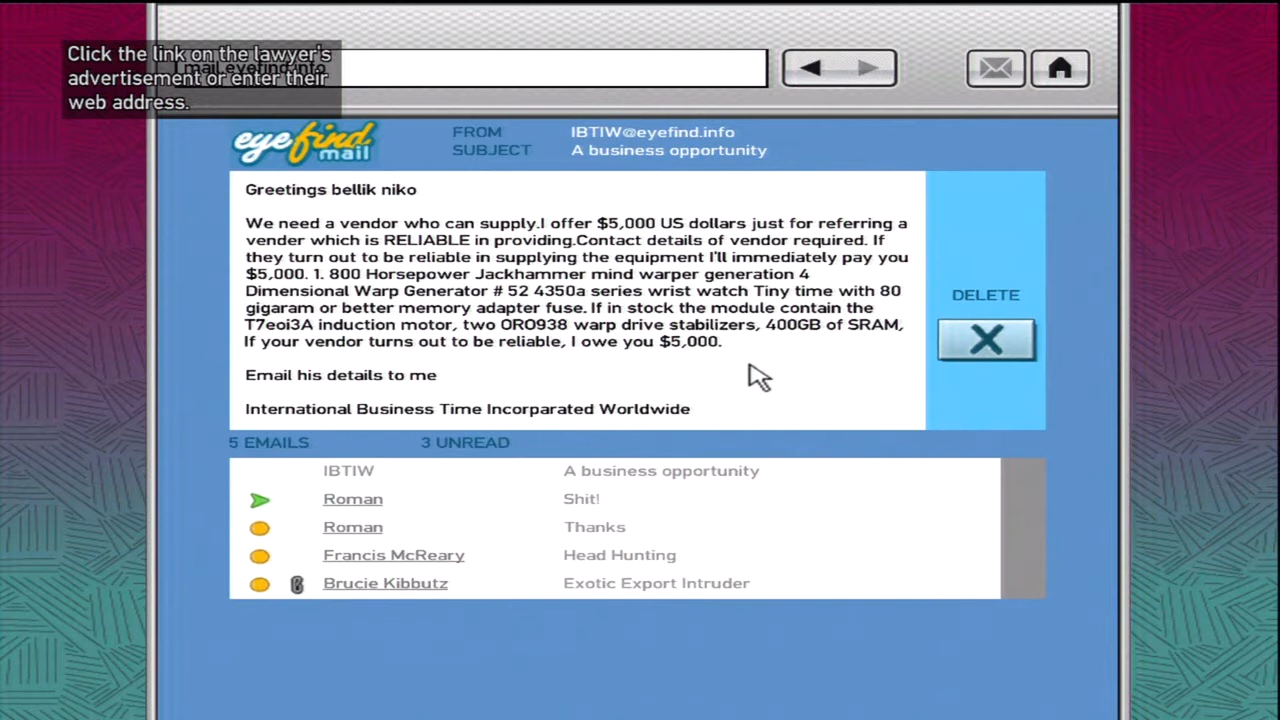 Click the link on the lawyer's
advertisement or enter their
web address.
mail.eyefind.info
eyefind
mail
FROM IBTIW@eyefind.info
SUBJECT A business opportunity
Greetings bellik niko
We need a vendor who can supply.I offer $5,000 US dollars just for referring a
vender which is RELIABLE in providing.Contact details of vendor required. If
they turn out to be reliable in supplying the equipment I'll immediately pay you
$5,000. 1. 800 Horsepower Jackhammer mind warper generation 4
Dimensional Warp Generator # 52 4350a series wrist watch Tiny time with 80
gigaram or better memory adapter fuse. If in stock the module contain the
T7eoi3A induction motor, two ORO938 warp drive stabilizers, 400GB of SRAM,
If your vendor turns out to be reliable, I owe you $5,000.
Email his details to me
International Business Time Incorparated Worldwide
DELETE
5 EMAILS 3 UNREAD
IBTIW A business opportunity
Roman Shit!
Roman Thanks
Francis McReary Head Hunting
Brucie Kibbutz Exotic Export Intruder